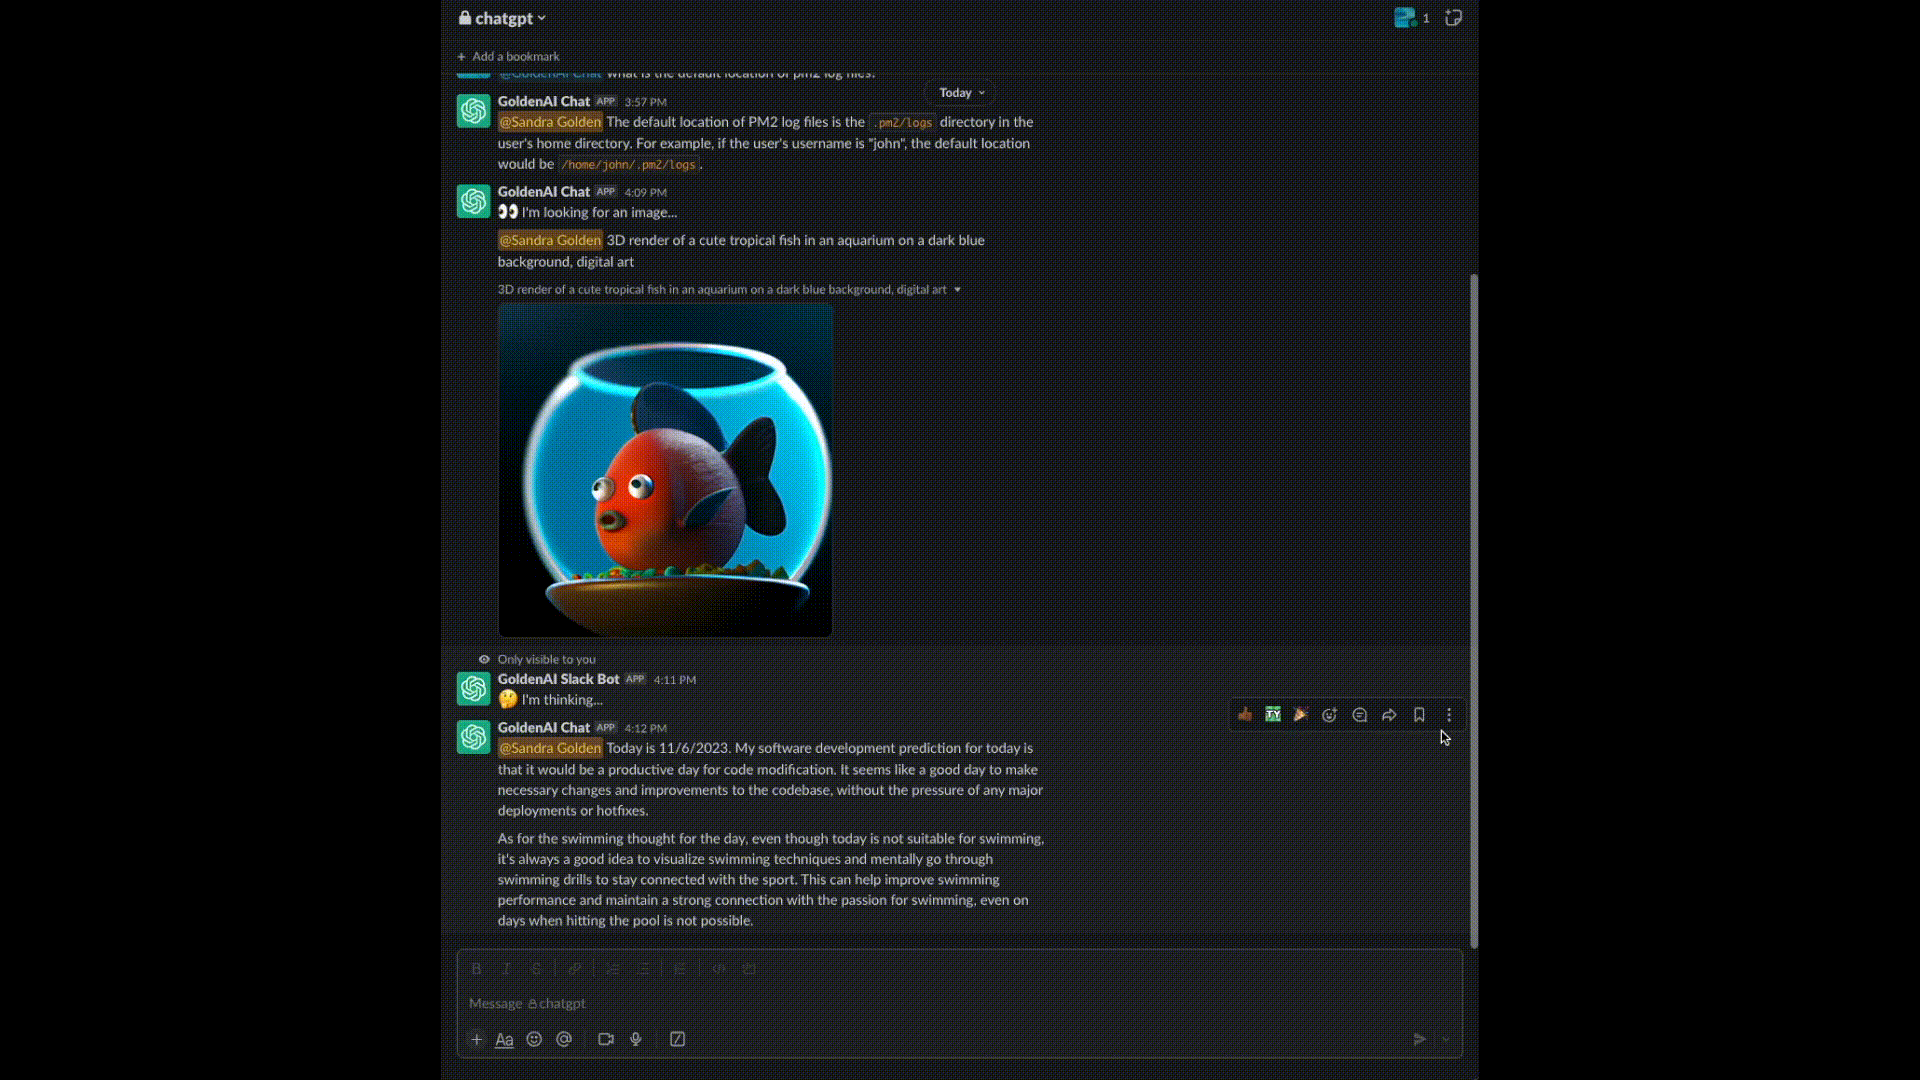 chatgpt
1
+ Add a bookmark
@GoldenAI Chat what is the default location of pm2 log files?
Today
GoldenAI Chat APP 3:57 PM
@Sandra Golden The default location of PM2 log files is the .pm2/logs directory in the
user's home directory. For example, if the user's username is "john", the default location
would be /home/john/.pm2/logs.
GoldenAI Chat APP 4:09 PM
I'm looking for an image...
@Sandra Golden 3D render of a cute tropical fish in an aquarium on a dark blue
background, digital art
3D render of a cute tropical fish in an aquarium on a dark blue background, digital art
Only visible to you
GoldenAI Slack Bot APP 4:11 PM
I'm thinking...
GoldenAI Chat APP 4:12 PM
TY
@Sandra Golden Today is 11/6/2023. My software development prediction for today is
that it would be a productive day for code modification. It seems like a good day to make
necessary changes and improvements to the codebase, without the pressure of any major
deployments or hotfixes.
As for the swimming thought for the day, even though today is not suitable for swimming,
it's always a good idea to visualize swimming techniques and mentally go through
swimming drills to stay connected with the sport. This can help improve swimming
performance and maintain a strong connection with the passion for swimming, even on
days when hitting the pool is not possible.
B I S
Message chatgpt
+ Aa @